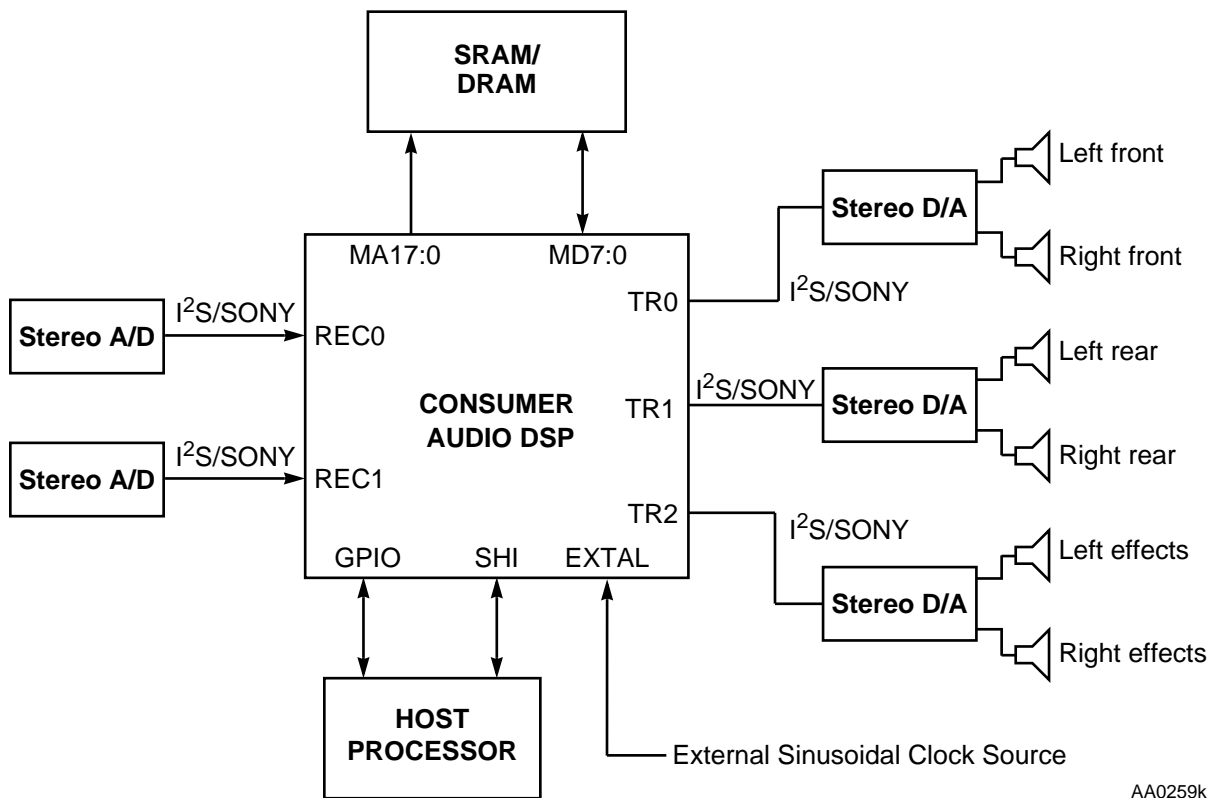 SRAM/
DRAM
MA17:0
MD7:0
Stereo A/D
I²S/SONY
REC0
Stereo A/D
I²S/SONY
REC1
CONSUMER
AUDIO DSP
TR0
I²S/SONY
Stereo D/A
Left front
Right front
TR1
I²S/SONY
Stereo D/A
Left rear
Right rear
TR2
I²S/SONY
Stereo D/A
Left effects
Right effects
GPIO
SHI
EXTAL
HOST
PROCESSOR
External Sinusoidal Clock Source
AA0259k